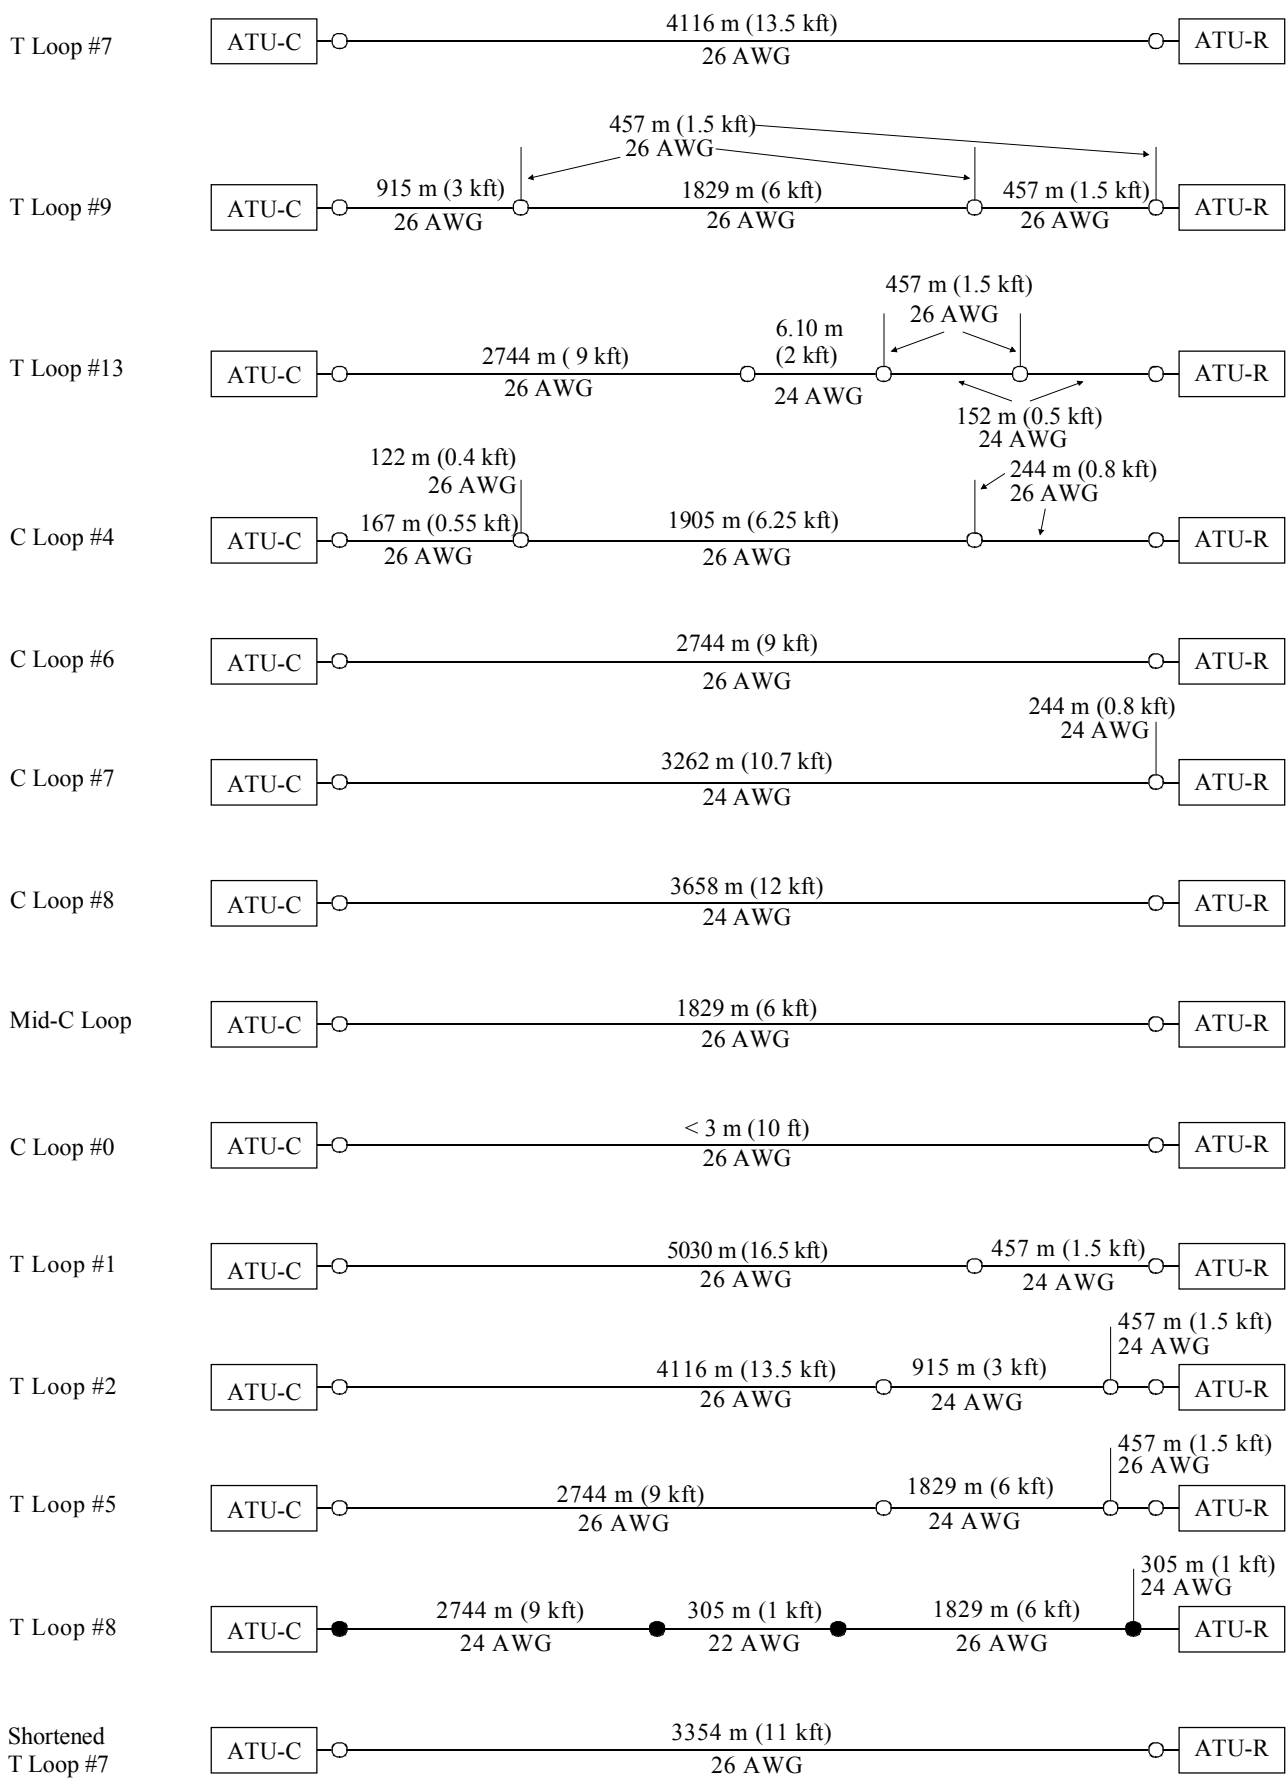 T Loop #7
ATU-C
4116 m (13.5 kft)
26 AWG
ATU-R
457 m (1.5 kft)
26 AWG
T Loop #9
ATU-C
915 m (3 kft)
26 AWG
1829 m (6 kft)
26 AWG
457 m (1.5 kft)
26 AWG
ATU-R
457 m (1.5 kft)
26 AWG
T Loop #13
ATU-C
2744 m ( 9 kft)
26 AWG
6.10 m
(2 kft)
24 AWG
152 m (0.5 kft)
24 AWG
ATU-R
122 m (0.4 kft)
26 AWG
244 m (0.8 kft)
26 AWG
C Loop #4
ATU-C
167 m (0.55 kft)
26 AWG
1905 m (6.25 kft)
26 AWG
ATU-R
C Loop #6
ATU-C
2744 m (9 kft)
26 AWG
ATU-R
244 m (0.8 kft)
24 AWG
C Loop #7
ATU-C
3262 m (10.7 kft)
24 AWG
ATU-R
C Loop #8
ATU-C
3658 m (12 kft)
24 AWG
ATU-R
Mid-C Loop
ATU-C
1829 m (6 kft)
26 AWG
ATU-R
C Loop #0
ATU-C
< 3 m (10 ft)
26 AWG
ATU-R
T Loop #1
ATU-C
5030 m (16.5 kft)
26 AWG
457 m (1.5 kft)
24 AWG
ATU-R
457 m (1.5 kft)
24 AWG
T Loop #2
ATU-C
4116 m (13.5 kft)
26 AWG
915 m (3 kft)
24 AWG
ATU-R
457 m (1.5 kft)
26 AWG
T Loop #5
ATU-C
2744 m (9 kft)
26 AWG
1829 m (6 kft)
24 AWG
ATU-R
305 m (1 kft)
24 AWG
T Loop #8
ATU-C
2744 m (9 kft)
24 AWG
305 m (1 kft)
22 AWG
1829 m (6 kft)
26 AWG
ATU-R
Shortened
T Loop #7
ATU-C
3354 m (11 kft)
26 AWG
ATU-R